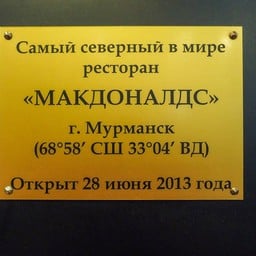 Самый северный в мире
ресторан
«МАКДОНАЛДС»
г. Мурманск
(68°58′ СШ 33°04′ ВД)
Открыт 28 июня 2013 года